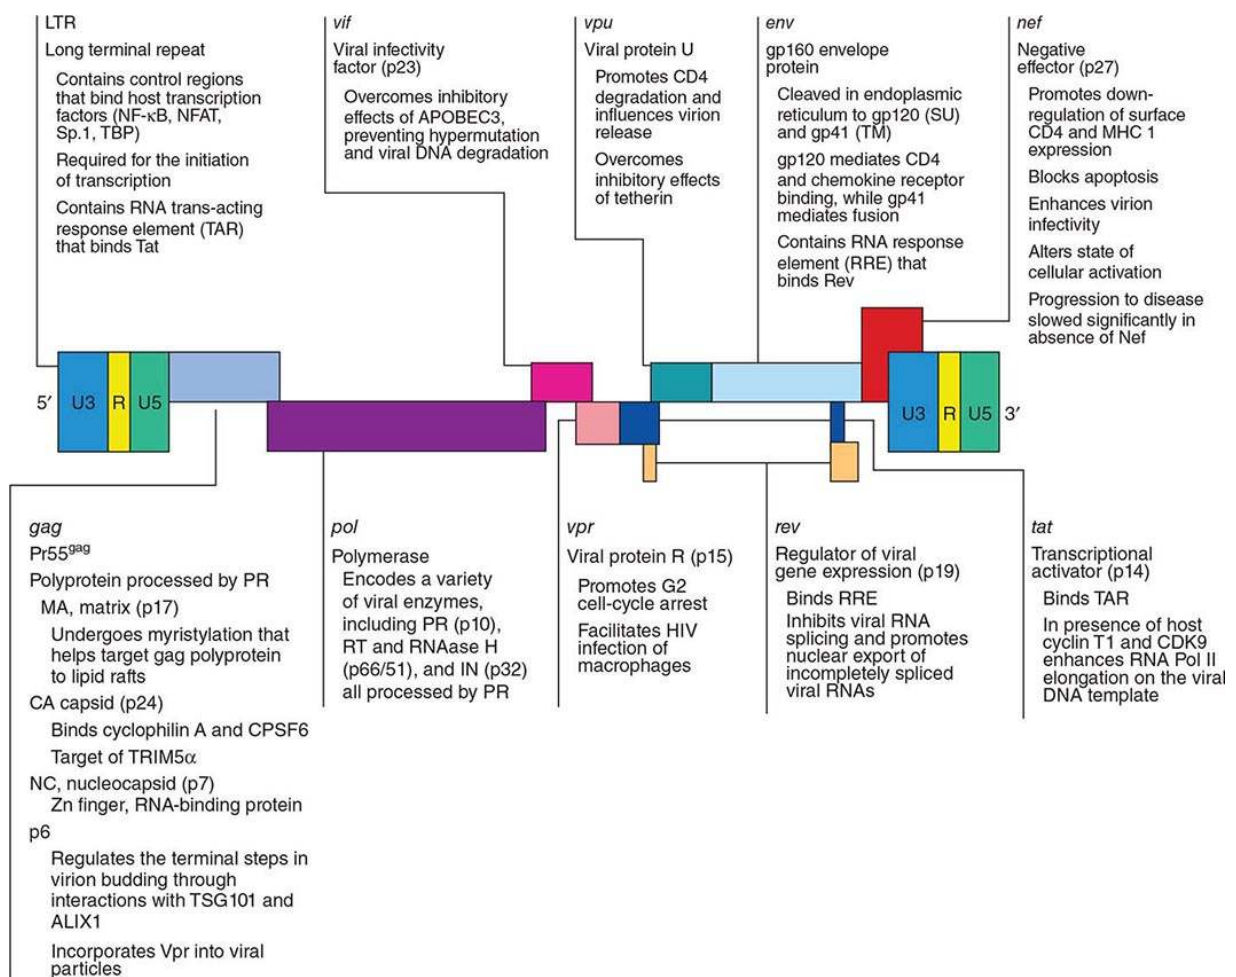 LTR
Long terminal repeat
Contains control regions
that bind host transcription
factors (NF-κB, NFAT,
Sp.1, TBP)
Required for the initiation
of transcription
Contains RNA trans-acting
response element (TAR)
that binds Tat
vif
Viral infectivity
factor (p23)
Overcomes inhibitory
effects of APOBEC3,
preventing hypermutation
and viral DNA degradation
vpu
Viral protein U
Promotes CD4
degradation and
influences virion
release
Overcomes
inhibitory effects
of tetherin
env
gp160 envelope
protein
Cleaved in endoplasmic
reticulum to gp120 (SU)
and gp41 (TM)
gp120 mediates CD4
and chemokine receptor
binding, while gp41
mediates fusion
Contains RNA response
element (RRE) that
binds Rev
nef
Negative
effector (p27)
Promotes down-
regulation of surface
CD4 and MHC 1
expression
Blocks apoptosis
Enhances virion
infectivity
Alters state of
cellular activation
Progression to disease
slowed significantly in
absence of Nef
5′ U3 R U5 U3 R U5 3′
gag
Pr55gag
Polyprotein processed by PR
MA, matrix (p17)
Undergoes myristylation that
helps target gag polyprotein
to lipid rafts
CA capsid (p24)
Binds cyclophilin A and CPSF6
Target of TRIM5α
NC, nucleocapsid (p7)
Zn finger, RNA-binding protein
p6
Regulates the terminal steps in
virion budding through
interactions with TSG101 and
ALIX1
Incorporates Vpr into viral
particles
pol
Polymerase
Encodes a variety
of viral enzymes,
including PR (p10),
RT and RNAase H
(p66/51), and IN (p32)
all processed by PR
vpr
Viral protein R (p15)
Promotes G2
cell-cycle arrest
Facilitates HIV
infection of
macrophages
rev
Regulator of viral
gene expression (p19)
Binds RRE
Inhibits viral RNA
splicing and promotes
nuclear export of
incompletely spliced
viral RNAs
tat
Transcriptional
activator (p14)
Binds TAR
In presence of host
cyclin T1 and CDK9
enhances RNA Pol II
elongation on the viral
DNA template